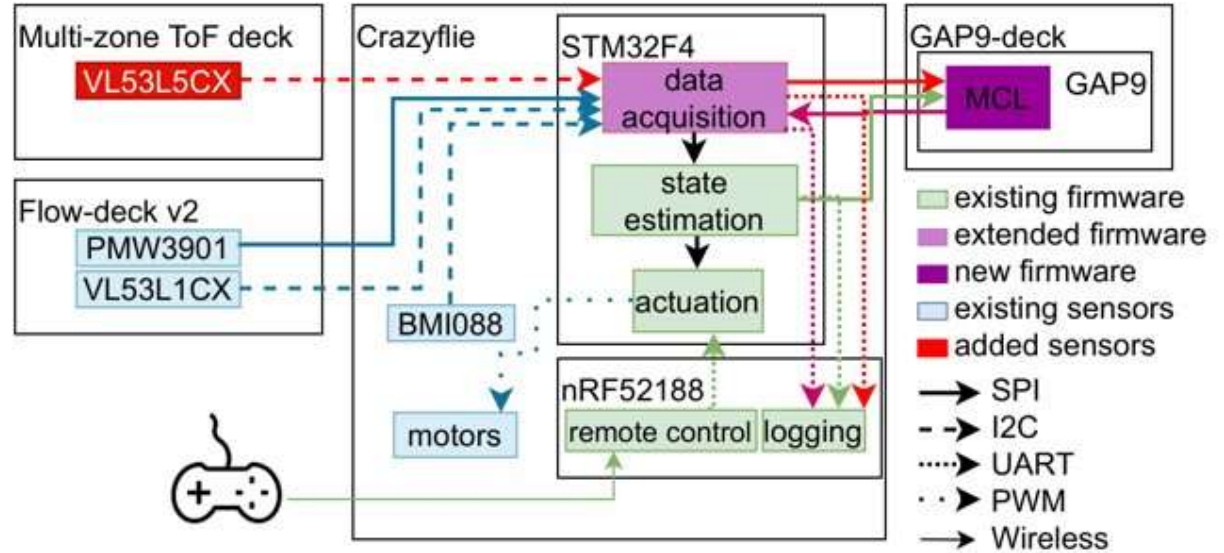 Multi-zone ToF deck
VL53L5CX
Flow-deck v2
PMW3901
VL53L1CX
Crazyflie
BMI088
motors
STM32F4
data
acquisition
state
estimation
actuation
nRF52188
remote control
logging
GAP9-deck
GAP9
MCL
existing firmware
extended firmware
new firmware
existing sensors
added sensors
SPI
I2C
UART
PWM
Wireless